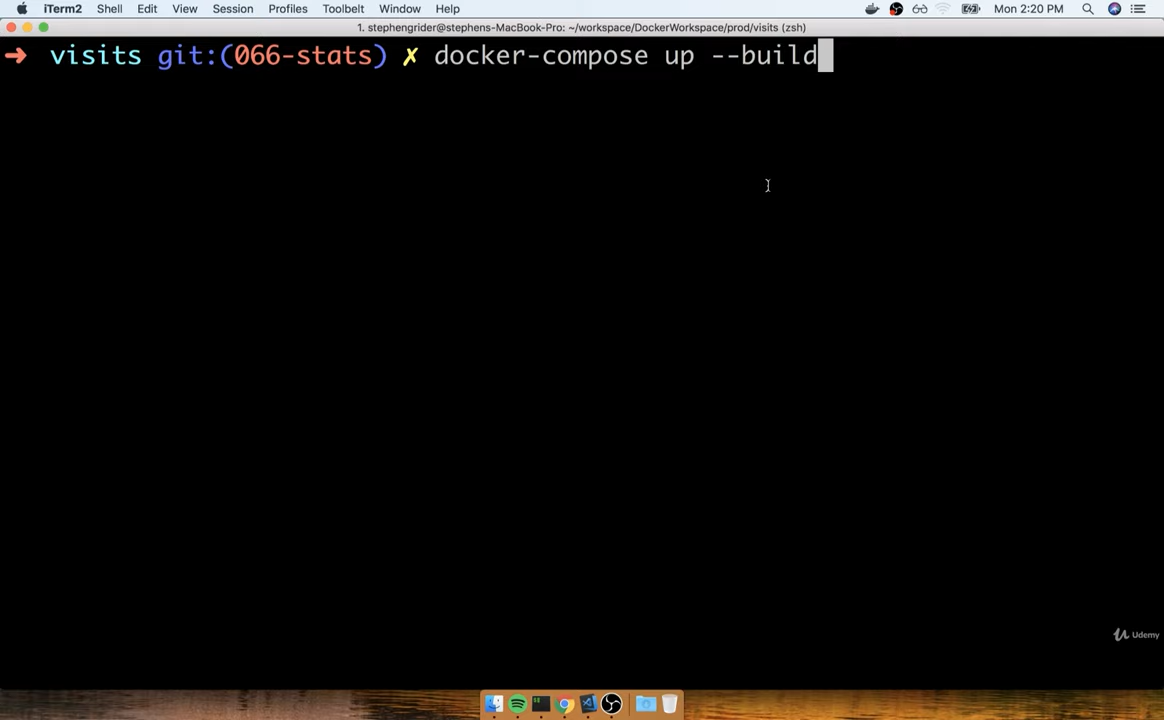 iTerm2 Shell Edit View Session Profiles Toolbelt Window Help Mon 2:20 PM
1. stephengrider@stephens-MacBook-Pro: ~/workspace/DockerWorkspace/prod/visits (zsh)
➜ visits git:(066-stats) ✗ docker-compose up --build
Udemy